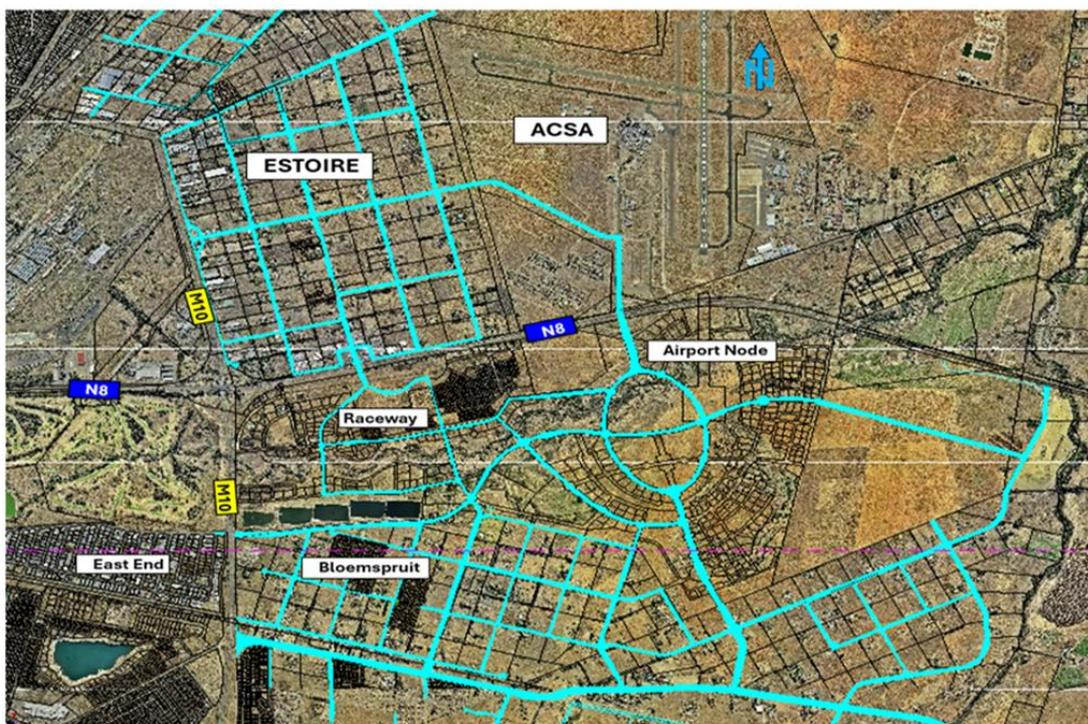 ACSA
ESTOIRE
M10
N8
Airport Node
N8
Raceway
M10
East End
Bloemspruit